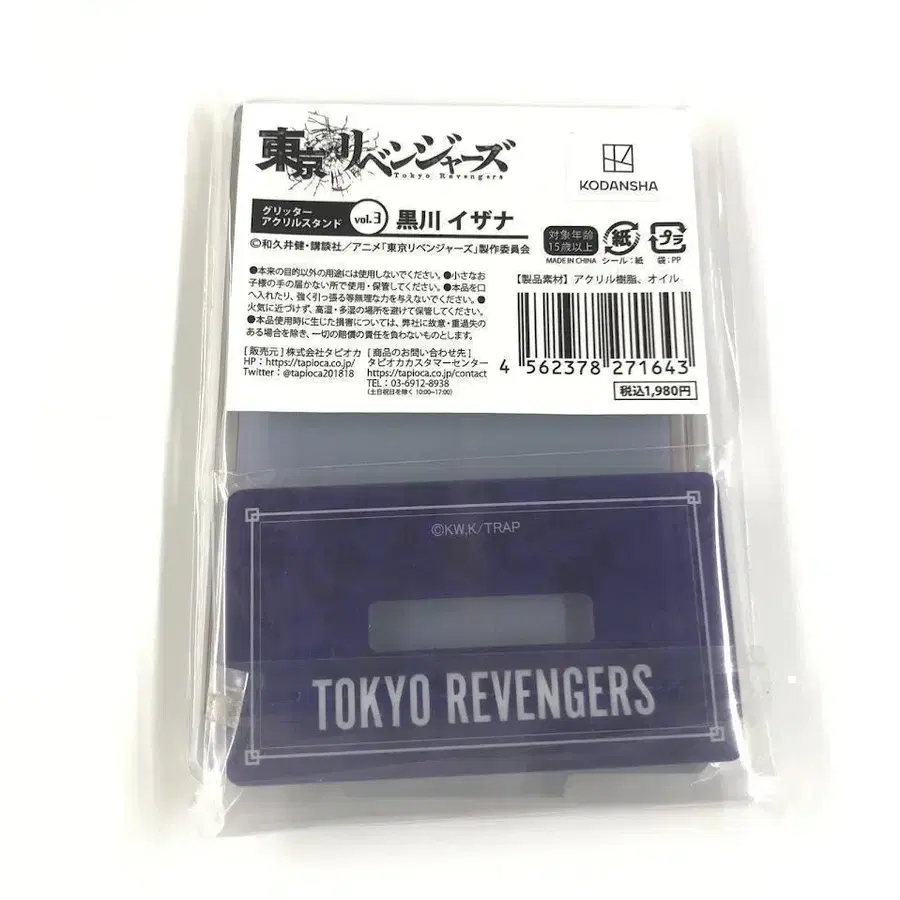 東京リベンジャーズ
Tokyo Revengers
KODANSHA
グリッター
アクリルスタンド
vol.3
黒川 イザナ
©和久井健・講談社／アニメ「東京リベンジャーズ」製作委員会
対象年齢
15歳以上
MADE IN CHINA
紙
シール：紙
プラ
袋：PP
●本来の目的以外の用途には使用しないでください。●小さなお
子様の手の届かない所で使用・保管してください。●本品を口
へ入れたり、強く引っ張る等無理な力を与えないでください。●
火気に近づけず、高温・多湿の場所を避けて保管してください。
●本品使用時に生じた損害については、弊社に故意・重過失の
ある場合を除き、一切の賠償の責任を負わないものとします。
【製品素材】アクリル樹脂、オイル
[ 販売元 ] 株式会社タピオカ
HP：https://tapioca.co.jp/
Twitter：@tapioca201818
[ 商品のお問い合わせ先 ]
タピオカカスタマーセンター
https://tapioca.co.jp/contact
TEL：03-6912-8938
(土日祝日を除く 10:00~17:00)
4 562378 271643
税込1,980円
©KW,K/TRAP
TOKYO REVENGERS